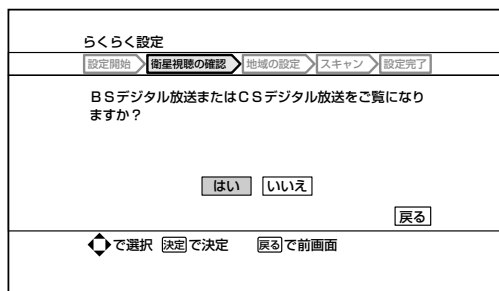 らくらく設定
設定開始 衛星視聴の確認 地域の設定 スキャン 設定完了
ＢＳデジタル放送またはＣＳデジタル放送をご覧になり
ますか？
はい いいえ
戻る
で選択 決定で決定 戻るで前画面